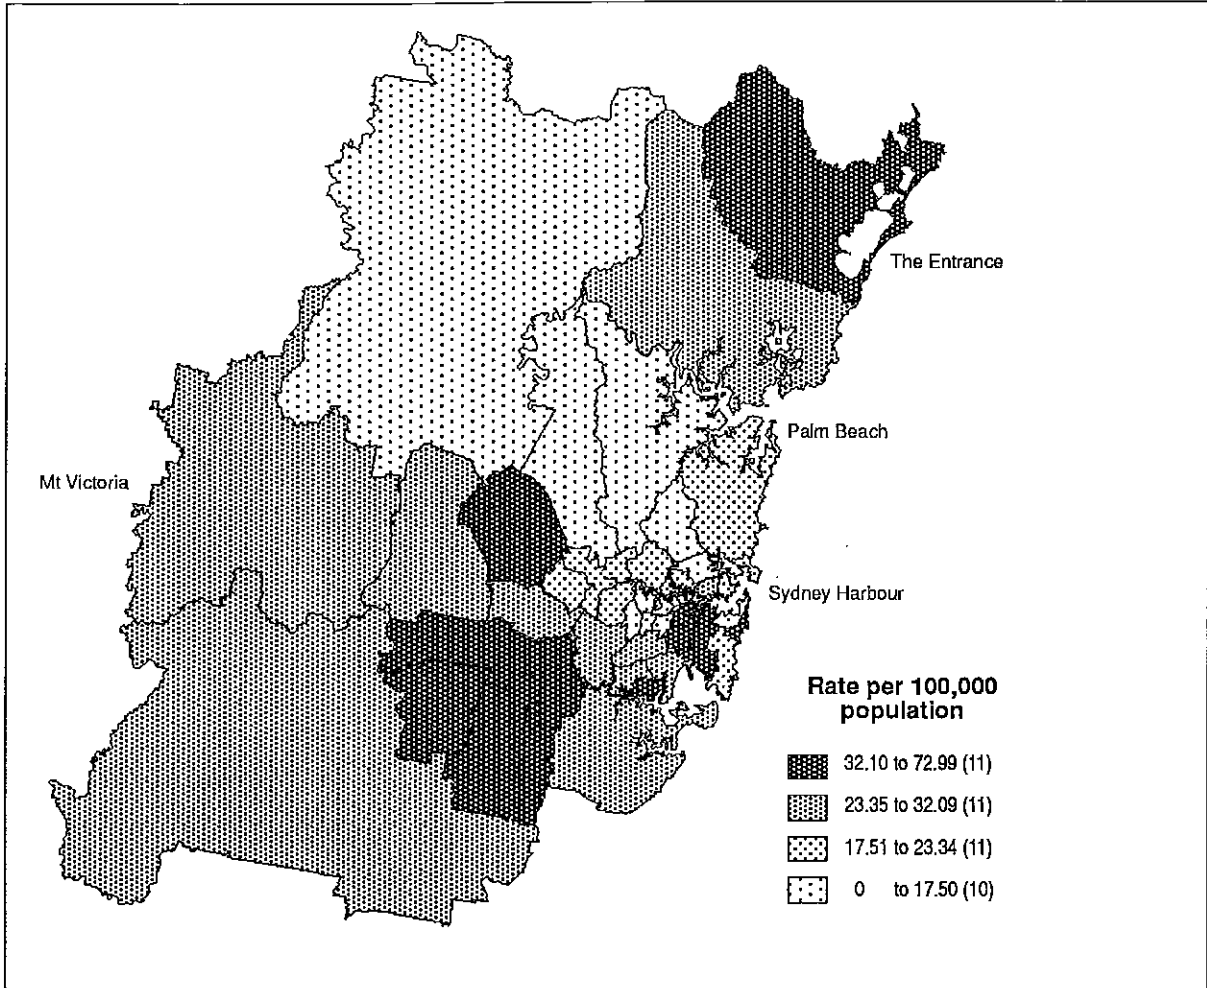 The Entrance
Palm Beach
Mt Victoria
Sydney Harbour
Rate per 100,000
population
32.10 to 72.99 (11)
23.35 to 32.09 (11)
17.51 to 23.34 (11)
0 to 17.50 (10)